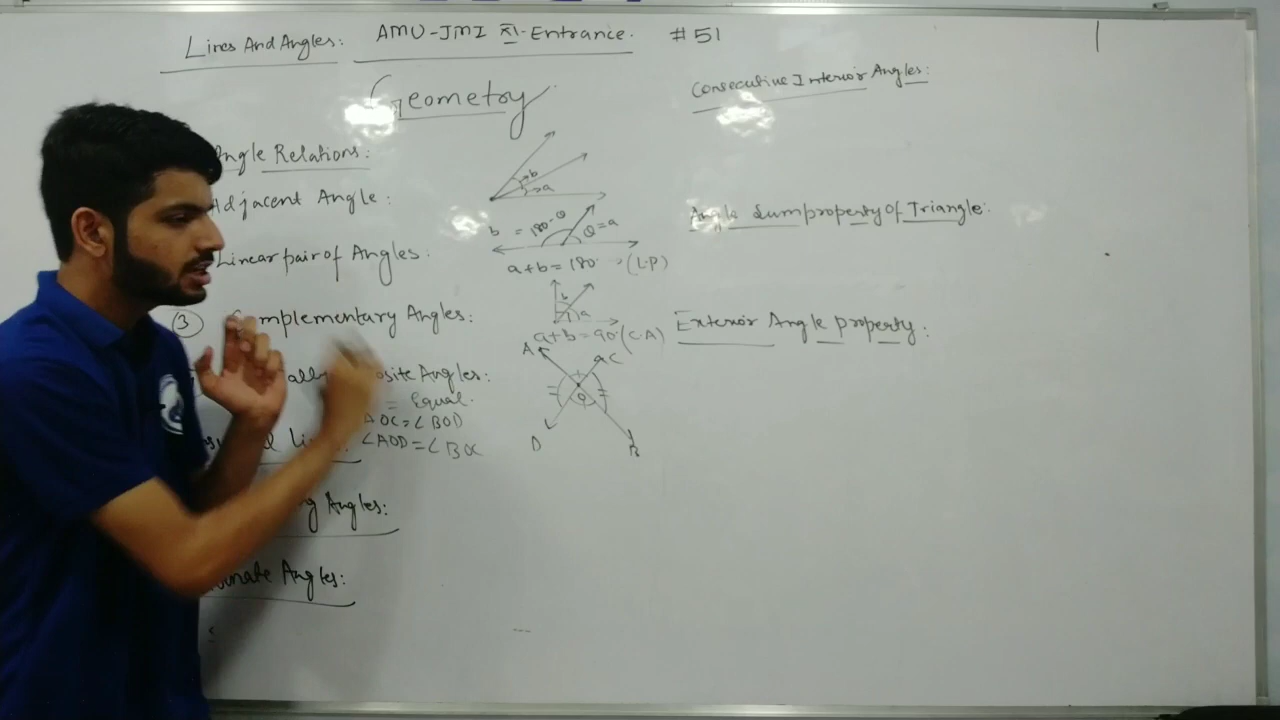 Lines And Angles: AMU-JMI XI-Entrance. #51
Geometry
Angle Relations:
Adjacent Angle:
b
a
Linear pair of Angles:
b = 180-θ
θ=a
a+b=180° (L.P)
③ Complementary Angles:
b
a
a+b=90° (C.A)
Angles:
= Equal.
AOC=∠BOD
∠AOD=∠BOC
A
C
O
D
B
Angles:
Angles:
Consecutive Interior Angles:
Angle Sum property of Triangle:
Exterior Angle property: